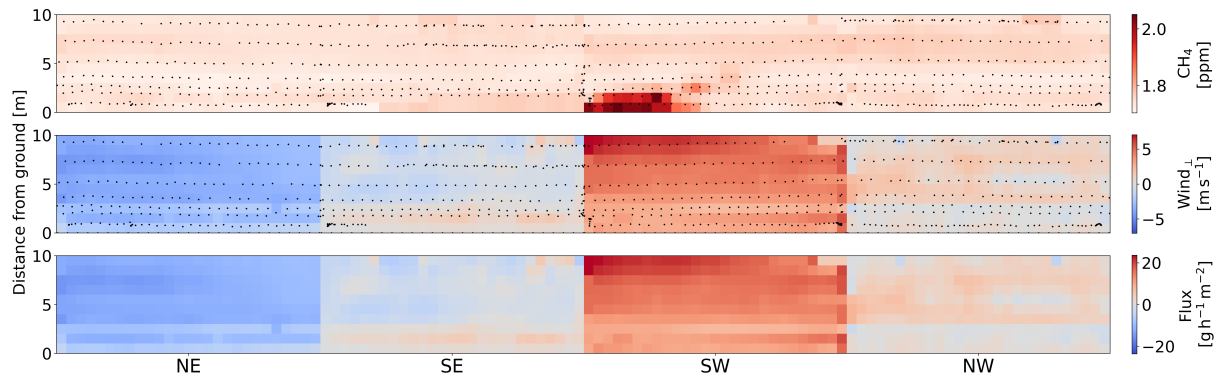 10
5
0
2.0
1.8
CH₄
[ppm]
Distance from ground [m]
10
5
0
5
0
−5
Wind⊥
[m s⁻¹]
10
5
0
20
0
−20
Flux
[g h⁻¹ m⁻²]
NE SE SW NW